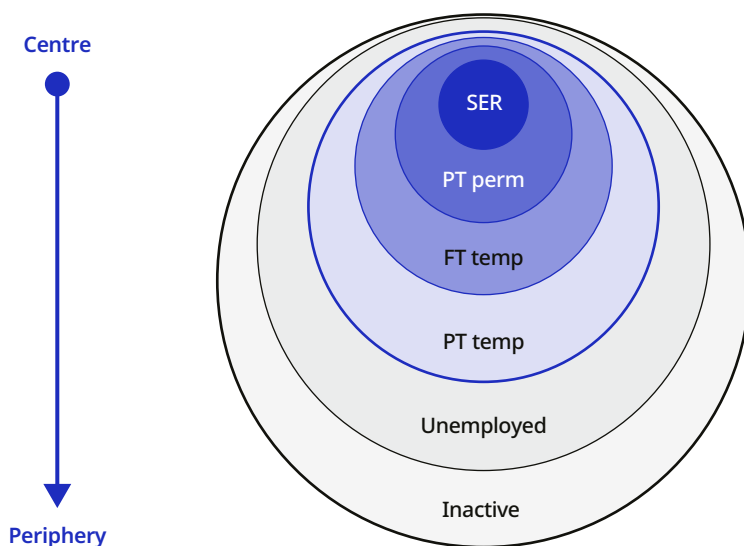 Centre
SER
PT perm
FT temp
PT temp
Unemployed
Inactive
Periphery